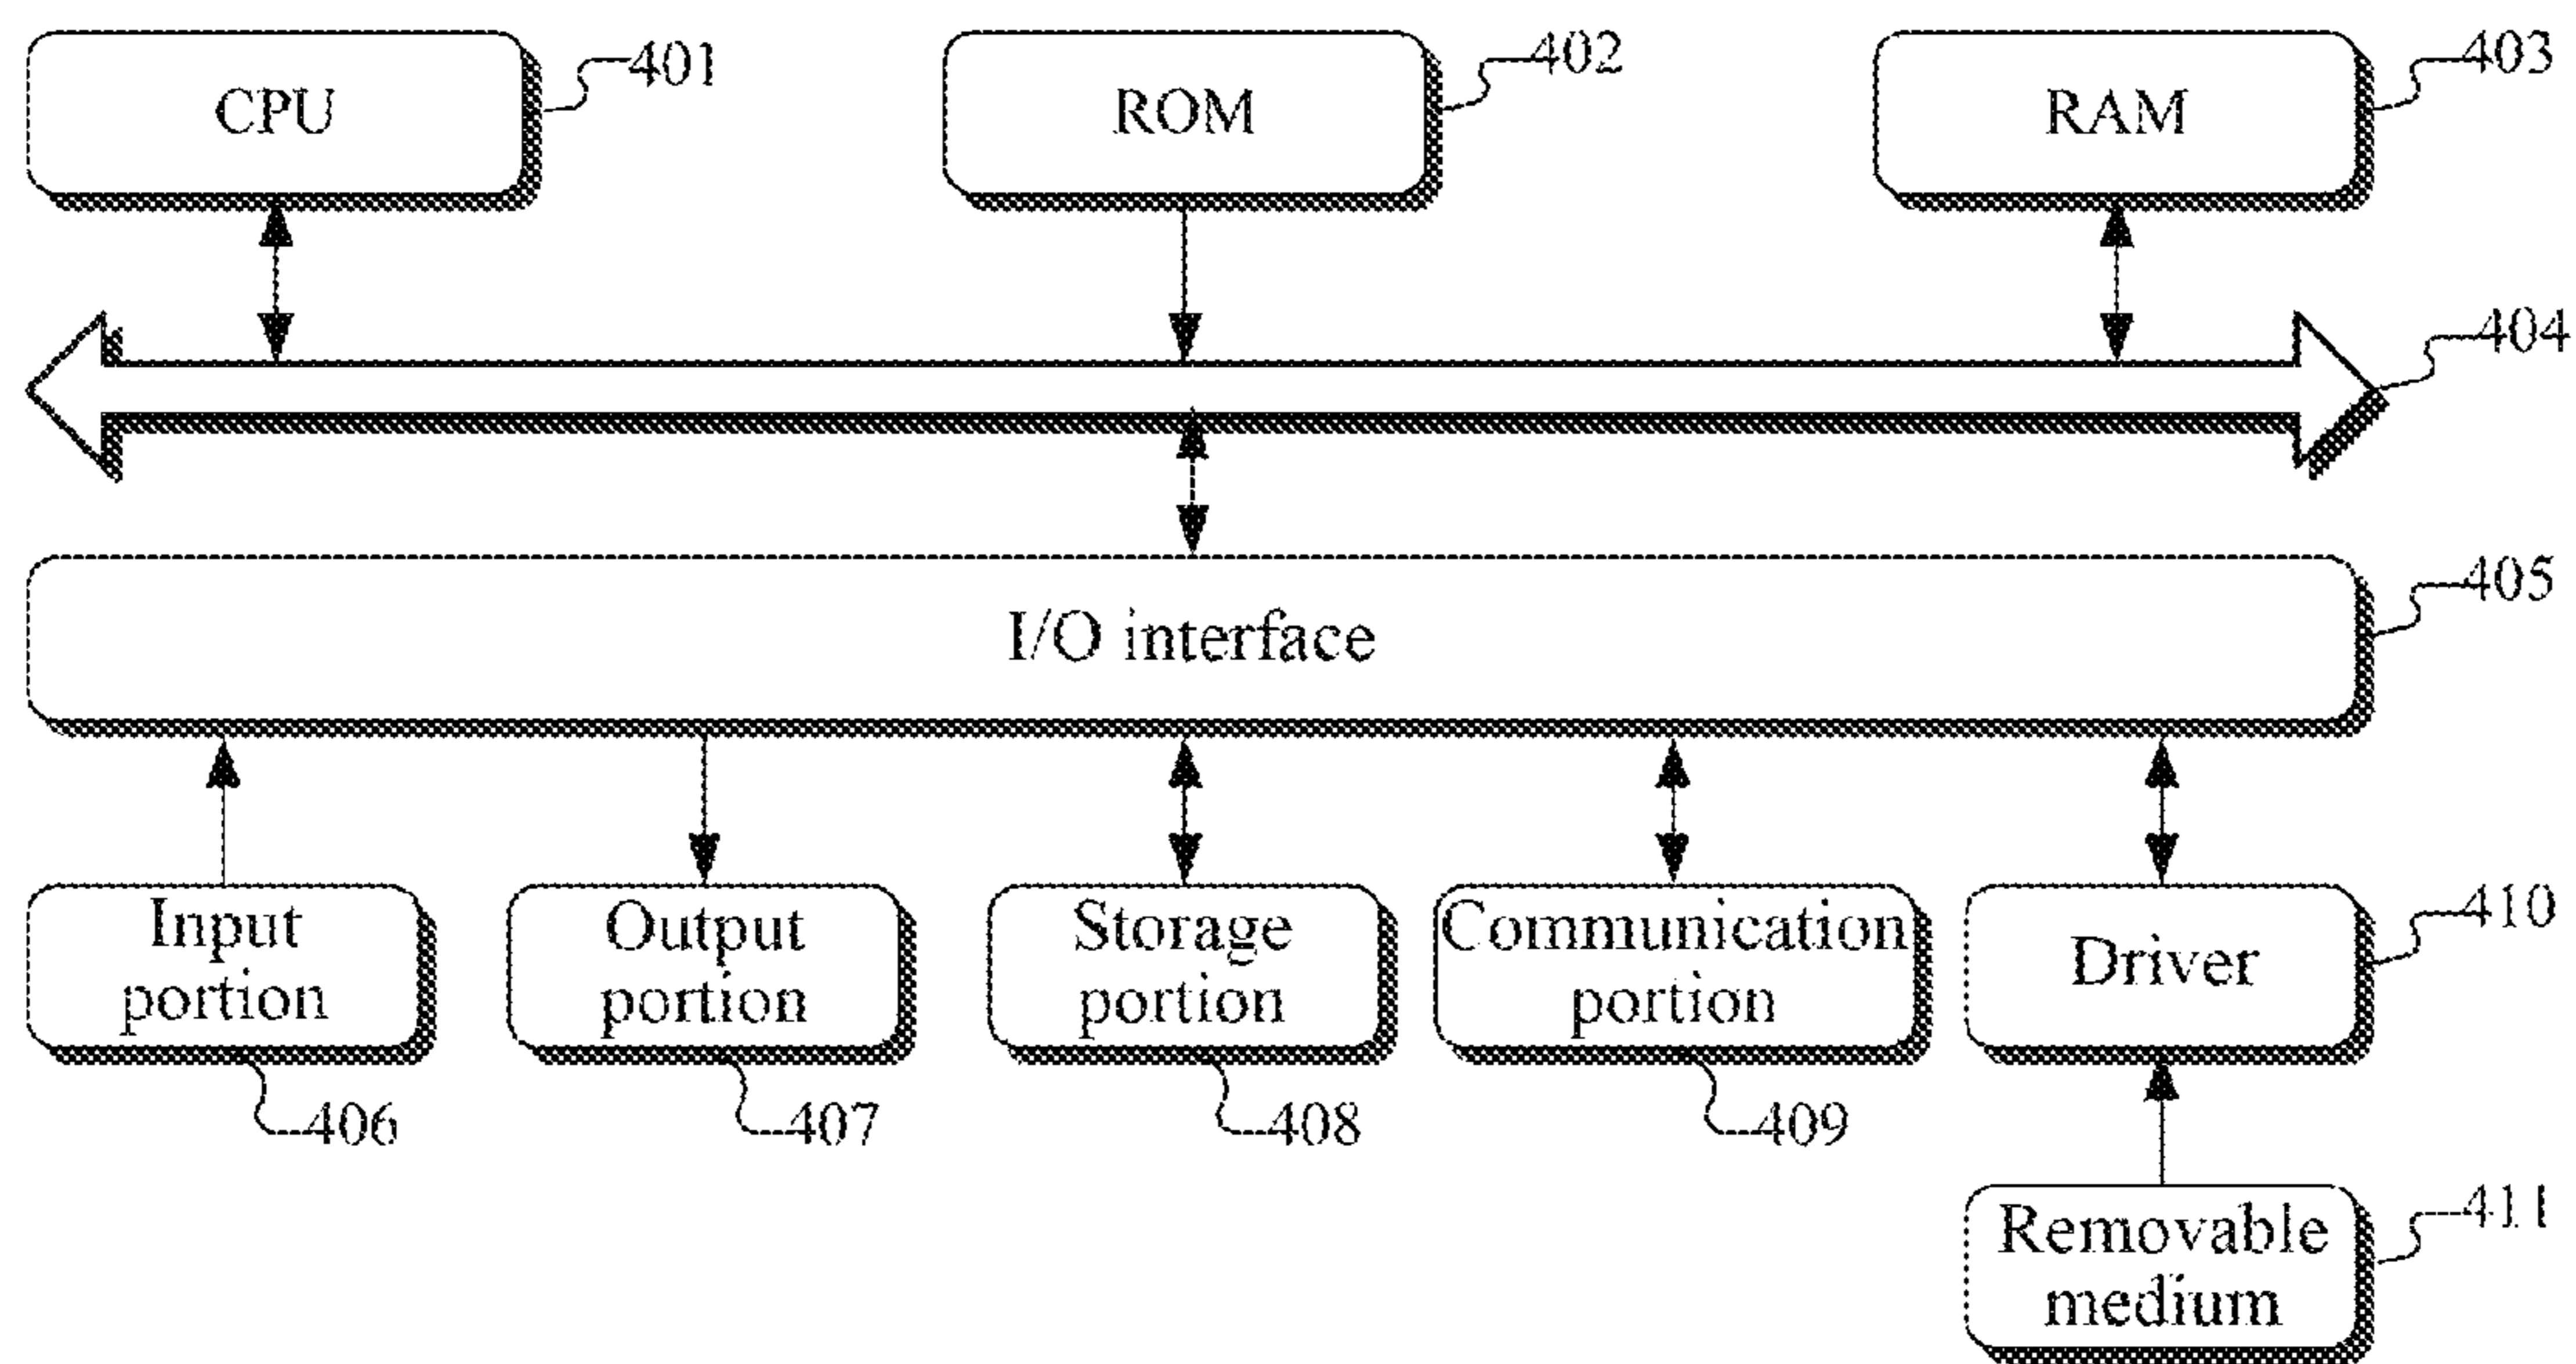 CPU
401
ROM
402
RAM
403
404
I/O interface
405
Input
portion
406
Output
portion
407
Storage
portion
408
Communication
portion
409
Driver
410
Removable
medium
411